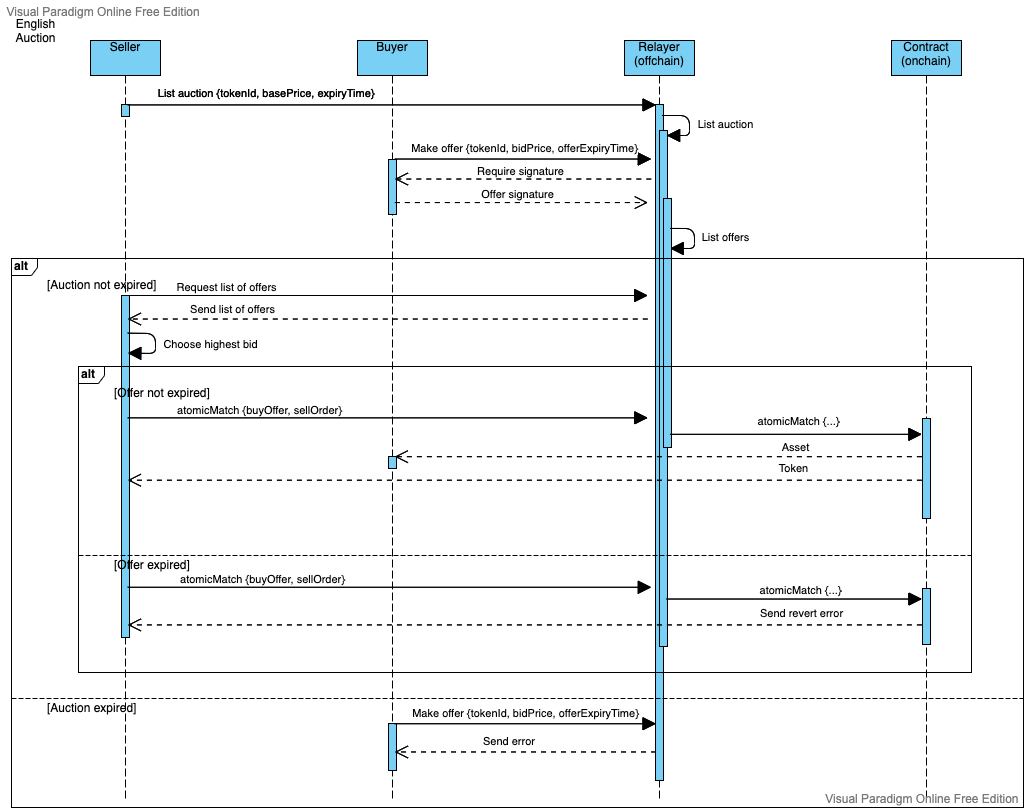 Visual Paradigm Online Free Edition
English
Auction
Seller
Buyer
Relayer
(offchain)
Contract
(onchain)
List auction {tokenId, basePrice, expiryTime}
List auction
Make offer {tokenId, bidPrice, offerExpiryTime}
Require signature
Offer signature
List offers
alt
[Auction not expired]
Request list of offers
Send list of offers
Choose highest bid
alt
[Offer not expired]
atomicMatch {buyOffer, sellOrder}
atomicMatch {...}
Asset
Token
[Offer expired]
atomicMatch {buyOffer, sellOrder}
atomicMatch {...}
Send revert error
[Auction expired]
Make offer {tokenId, bidPrice, offerExpiryTime}
Send error
Visual Paradigm Online Free Edition